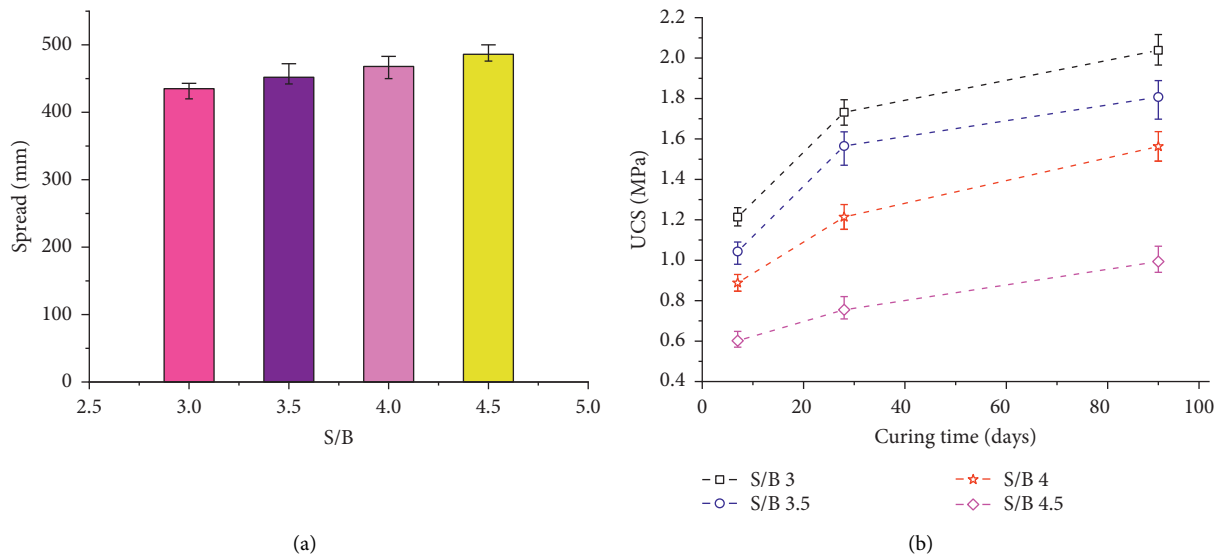 500
400
300
200
100
0
Spread (mm)
2.5 3.0 3.5 4.0 4.5 5.0
S/B
(a)
2.2
2.0
1.8
1.6
1.4
1.2
1.0
0.8
0.6
0.4
UCS (MPa)
0 20 40 60 80 100
Curing time (days)
S/B 3 S/B 4
S/B 3.5 S/B 4.5
(b)